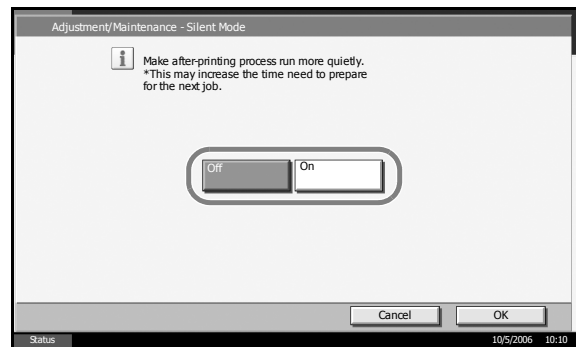 Adjustment/Maintenance - Silent Mode
Make after-printing process run more quietly.
*This may increase the time need to prepare
for the next job.
Off
On
Cancel
OK
Status
10/5/2006 10:10